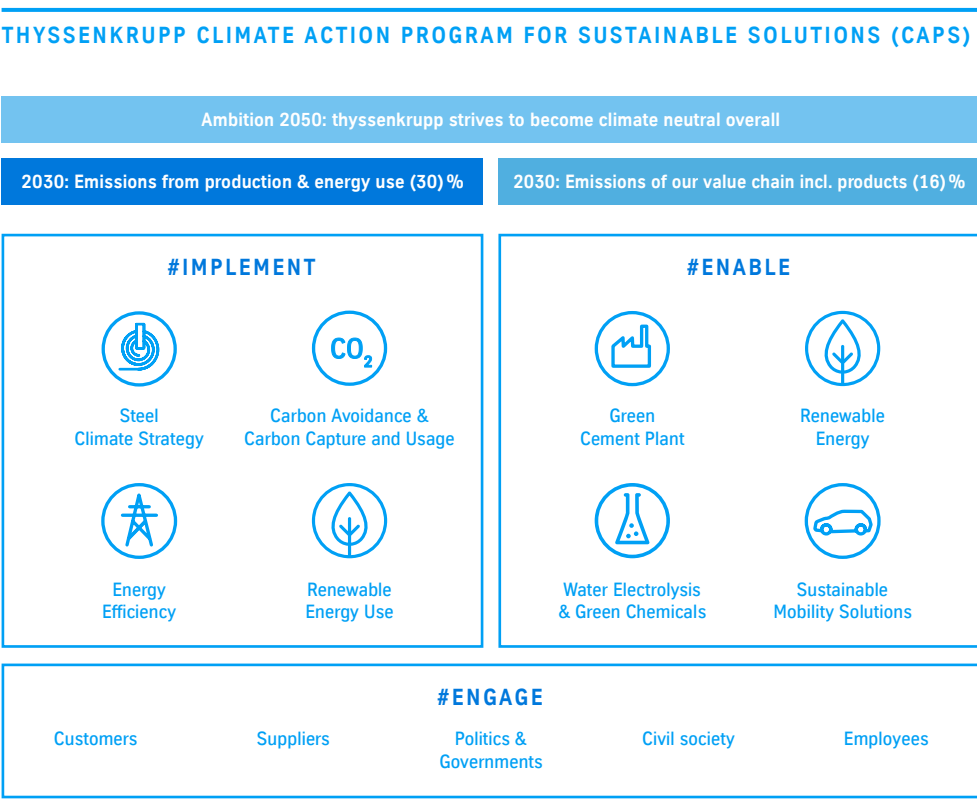 THYSSENKRUPP CLIMATE ACTION PROGRAM FOR SUSTAINABLE SOLUTIONS (CAPS)
Ambition 2050: thyssenkrupp strives to become climate neutral overall
2030: Emissions from production & energy use (30) %
2030: Emissions of our value chain incl. products (16) %
#IMPLEMENT
CO2
Steel
Climate Strategy
Carbon Avoidance &
Carbon Capture and Usage
Energy
Efficiency
Renewable
Energy Use
#ENABLE
Green
Cement Plant
Renewable
Energy
Water Electrolysis
& Green Chemicals
Sustainable
Mobility Solutions
#ENGAGE
Customers
Suppliers
Politics &
Governments
Civil society
Employees